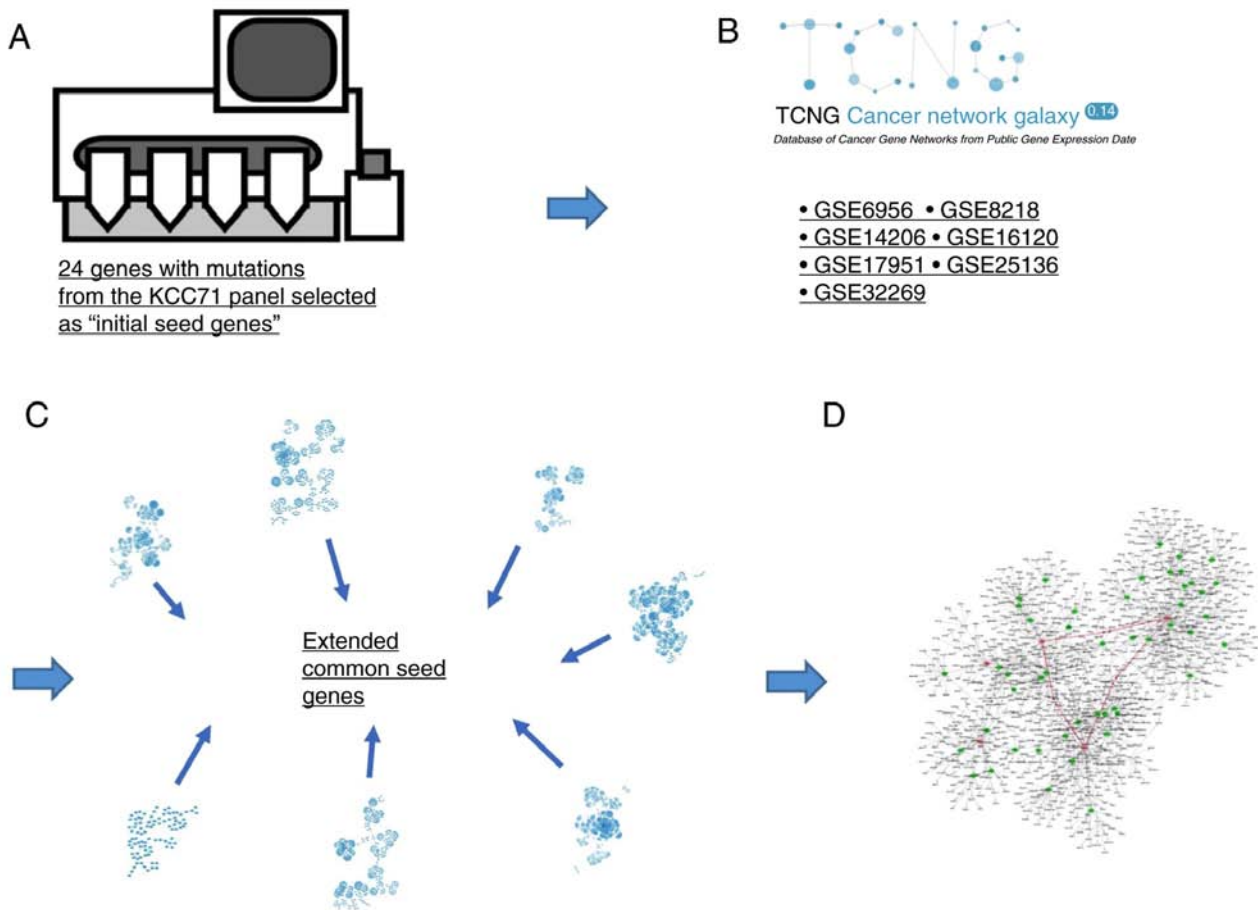 A
24 genes with mutations
from the KCC71 panel selected
as “initial seed genes”
B
TCNG
TCNG Cancer network galaxy 0.14
Database of Cancer Gene Networks from Public Gene Expression Date
• GSE6956 • GSE8218
• GSE14206 • GSE16120
• GSE17951 • GSE25136
• GSE32269
C
Extended
common seed
genes
D